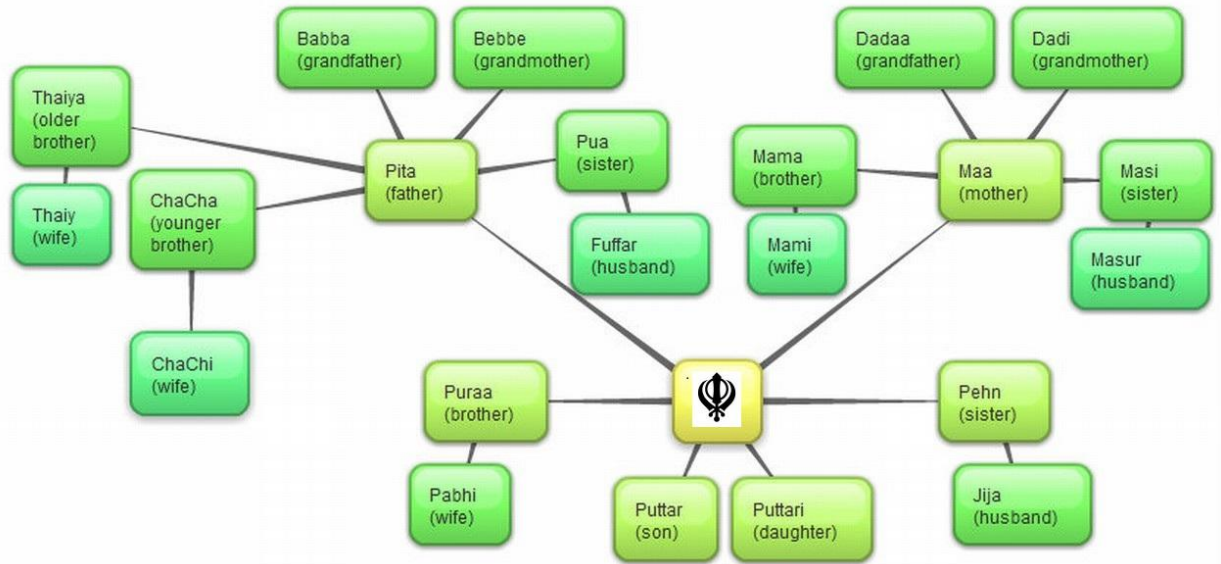 Babba
(grandfather)
Bebbe
(grandmother)
Dadaa
(grandfather)
Dadi
(grandmother)
Thaiya
(older
brother)
Pua
(sister)
Pita
(father)
Mama
(brother)
Maa
(mother)
Masi
(sister)
Thaiy
(wife)
ChaCha
(younger
brother)
Fuffar
(husband)
Mami
(wife)
Masur
(husband)
ChaChi
(wife)
Puraa
(brother)
Pehn
(sister)
Pabhi
(wife)
Puttar
(son)
Puttari
(daughter)
Jija
(husband)